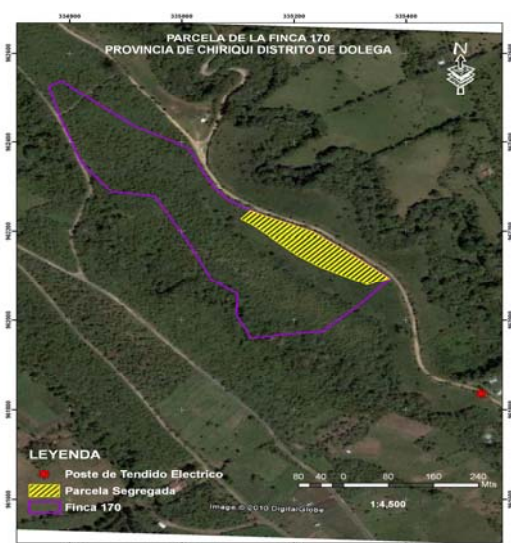 334800 335000 335200 335400
PARCELA DE LA FINCA 170
PROVINCIA DE CHIRIQUI DISTRITO DE DOLEGA
N
LEYENDA
Poste de Tendido Electrico
Parcela Segregada
Finca 170
80 40 0 80 160 240
Mts
1:4,500
Image © 2010 DigitalGlobe